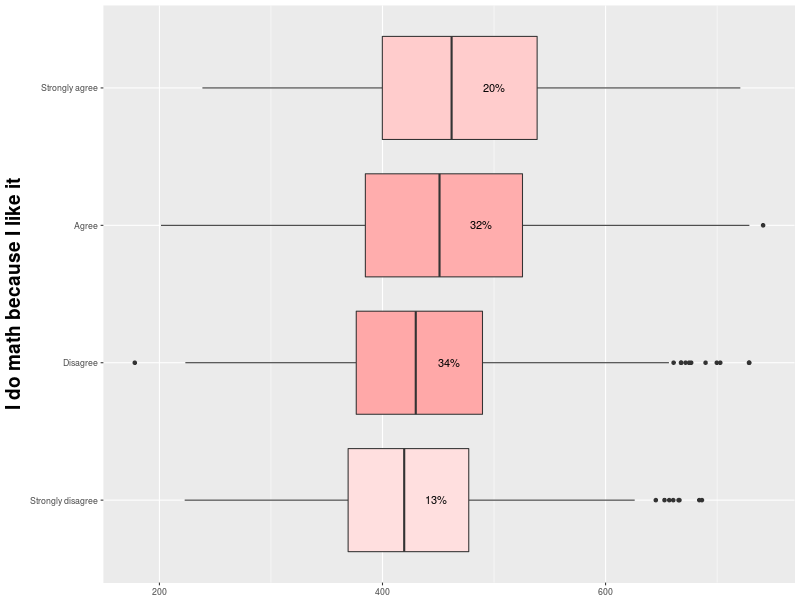 I do math because I like it
Strongly agree
20%
Agree
32%
Disagree
34%
Strongly disagree
13%
200 400 600